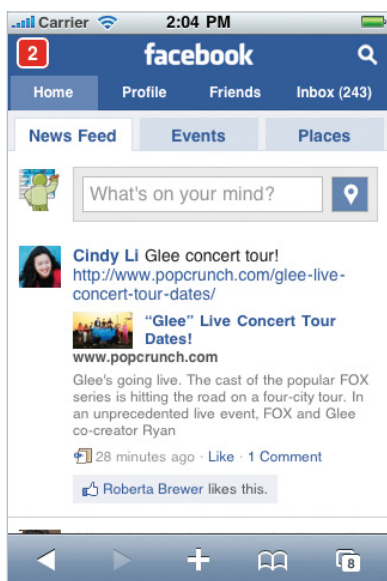 Carrier 2:04 PM
2 facebook
Home Profile Friends Inbox (243)
News Feed Events Places
What's on your mind?
Cindy Li Glee concert tour!
http://www.popcrunch.com/glee-live-
concert-tour-dates/
“Glee” Live Concert Tour
Dates!
www.popcrunch.com
Glee's going live. The cast of the popular FOX
series is hitting the road on a four-city tour. In
an unprecedented live event, FOX and Glee
co-creator Ryan
28 minutes ago · Like · 1 Comment
Roberta Brewer likes this.
8